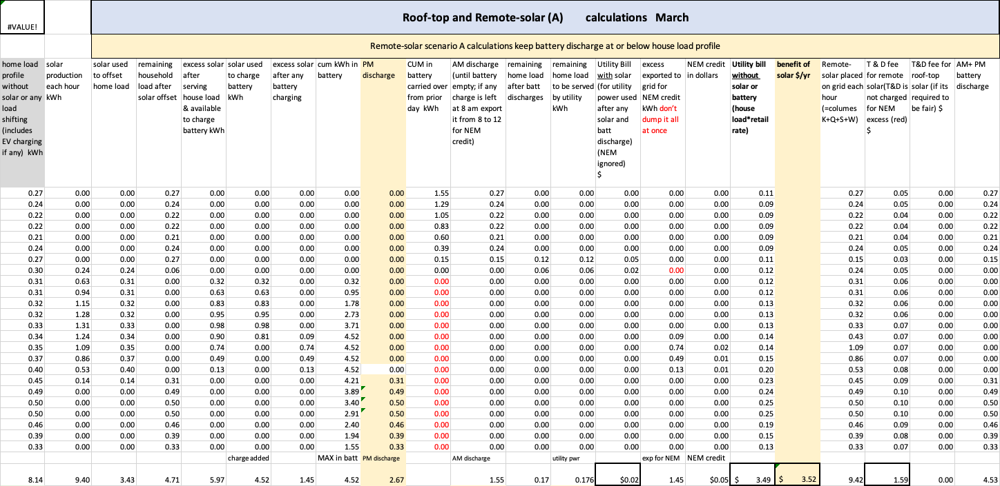 #VALUE!
Roof-top and Remote-solar (A) calculations March
Remote-solar scenario A calculations keep battery discharge at or below house load profile
home load
profile
without
solar or any
load
shifting
(includes
EV charging
if any) kWh
solar
production
each hour
kWh
solar used
to offset
home load
remaining
household
load after
solar offset
excess solar
after
serving
house load
& available
to charge
battery kWh
solar used
to charge
battery
kWh
excess solar
after any
battery
charging
cum kWh in
battery
PM
discharge
CUM in
battery
carried over
from prior
day kWh
AM discharge
(until battery
empty; if any
charge is left
at 8 am export
it from 8 to 12
for NEM
credit)
remaining
home load
after batt
discharges
remaining
home load
to be served
by utility
kWh
Utility Bill
with solar
(for utility
power used
after any
solar and
batt
discharge)
(NEM
ignored)
$
excess
exported to
grid for
NEM credit
kWh don't
dump it all
at once
NEM credit
in dollars
Utility bill
without
solar or
battery
(house
load*retail
rate)
benefit of
solar $/yr
Remote-
solar placed
on grid each
hour
(=columes
K+Q+S+W)
T & D fee
for remote
solar(T&D is
not charged
for NEM
excess (red)
$
T&D fee for
roof-top
solar (if its
required to
be fair) $
AM+ PM
battery
discharge
0.27 0.00 0.00 0.27 0.00 0.00 0.00 0.00 0.00 1.55 0.27 0.00 0.00 0.00 0.00 0.00 0.11 0.27 0.05 0.00 0.27
0.24 0.00 0.00 0.24 0.00 0.00 0.00 0.00 0.00 1.29 0.24 0.00 0.00 0.00 0.00 0.00 0.09 0.24 0.05 0.00 0.24
0.22 0.00 0.00 0.22 0.00 0.00 0.00 0.00 0.00 1.05 0.22 0.00 0.00 0.00 0.00 0.00 0.09 0.22 0.04 0.00 0.22
0.22 0.00 0.00 0.22 0.00 0.00 0.00 0.00 0.00 0.83 0.22 0.00 0.00 0.00 0.00 0.00 0.09 0.22 0.04 0.00 0.22
0.21 0.00 0.00 0.21 0.00 0.00 0.00 0.00 0.00 0.60 0.21 0.00 0.00 0.00 0.00 0.00 0.09 0.21 0.04 0.00 0.21
0.24 0.00 0.00 0.24 0.00 0.00 0.00 0.00 0.00 0.39 0.24 0.00 0.00 0.00 0.00 0.00 0.09 0.24 0.05 0.00 0.24
0.27 0.00 0.00 0.27 0.00 0.00 0.00 0.00 0.00 0.15 0.15 0.12 0.12 0.05 0.00 0.00 0.11 0.15 0.03 0.00 0.15
0.30 0.24 0.24 0.06 0.00 0.00 0.00 0.00 0.00 0.00 0.00 0.06 0.06 0.02 0.00 0.00 0.12 0.24 0.05 0.00 0.00
0.31 0.63 0.31 0.00 0.32 0.32 0.00 0.32 0.00 0.00 0.00 0.00 0.00 0.00 0.00 0.00 0.12 0.31 0.06 0.00 0.00
0.31 0.94 0.31 0.00 0.63 0.63 0.00 0.95 0.00 0.00 0.00 0.00 0.00 0.00 0.00 0.00 0.12 0.31 0.06 0.00 0.00
0.32 1.15 0.32 0.00 0.83 0.83 0.00 1.78 0.00 0.00 0.00 0.00 0.00 0.00 0.00 0.00 0.13 0.32 0.06 0.00 0.00
0.32 1.28 0.32 0.00 0.95 0.95 0.00 2.73 0.00 0.00 0.00 0.00 0.00 0.00 0.00 0.00 0.13 0.32 0.07 0.00 0.00
0.33 1.31 0.33 0.00 0.98 0.98 0.00 3.71 0.00 0.00 0.00 0.00 0.00 0.00 0.00 0.00 0.13 0.33 0.07 0.00 0.00
0.34 1.24 0.34 0.00 0.90 0.81 0.09 4.52 0.00 0.00 0.00 0.00 0.00 0.00 0.09 0.00 0.14 0.43 0.07 0.00 0.00
0.35 1.09 0.35 0.00 0.74 0.00 0.74 4.52 0.00 0.00 0.00 0.00 0.00 0.00 0.74 0.02 0.14 1.09 0.07 0.00 0.00
0.37 0.86 0.37 0.00 0.49 0.00 0.49 4.52 0.00 0.00 0.00 0.00 0.00 0.00 0.49 0.01 0.15 0.86 0.07 0.00 0.00
0.40 0.53 0.40 0.00 0.13 0.00 0.13 4.52 0.00 0.00 0.00 0.00 0.00 0.00 0.13 0.01 0.20 0.53 0.08 0.00 0.00
0.45 0.14 0.14 0.31 0.00 0.00 0.00 4.21 0.31 0.00 0.00 0.00 0.00 0.00 0.00 0.00 0.23 0.45 0.09 0.00 0.31
0.49 0.00 0.00 0.49 0.00 0.00 0.00 3.89 0.49 0.00 0.00 0.00 0.00 0.00 0.00 0.00 0.24 0.49 0.10 0.00 0.49
0.50 0.00 0.00 0.50 0.00 0.00 0.00 3.40 0.50 0.00 0.00 0.00 0.00 0.00 0.00 0.00 0.25 0.50 0.10 0.00 0.50
0.50 0.00 0.00 0.50 0.00 0.00 0.00 2.91 0.50 0.00 0.00 0.00 0.00 0.00 0.00 0.00 0.25 0.50 0.10 0.00 0.50
0.46 0.00 0.00 0.46 0.00 0.00 0.00 2.40 0.46 0.00 0.00 0.00 0.00 0.00 0.00 0.00 0.19 0.46 0.09 0.00 0.46
0.39 0.00 0.00 0.39 0.00 0.00 0.00 1.94 0.39 0.00 0.00 0.00 0.00 0.00 0.00 0.00 0.15 0.39 0.08 0.00 0.39
0.33 0.00 0.00 0.33 0.00 0.00 0.00 1.55 0.33 0.00 0.00 0.00 0.00 0.00 0.00 0.00 0.13 0.33 0.07 0.00 0.33
charge added MAX in batt PM discharge AM discharge utility pwr exp for NEM NEM credit
8.14 9.40 3.43 4.71 5.97 4.52 1.45 4.52 2.67 1.55 0.17 0.176 $0.02 1.45 $0.05 $ 3.49 $ 3.52 9.42 1.59 0.00 4.53